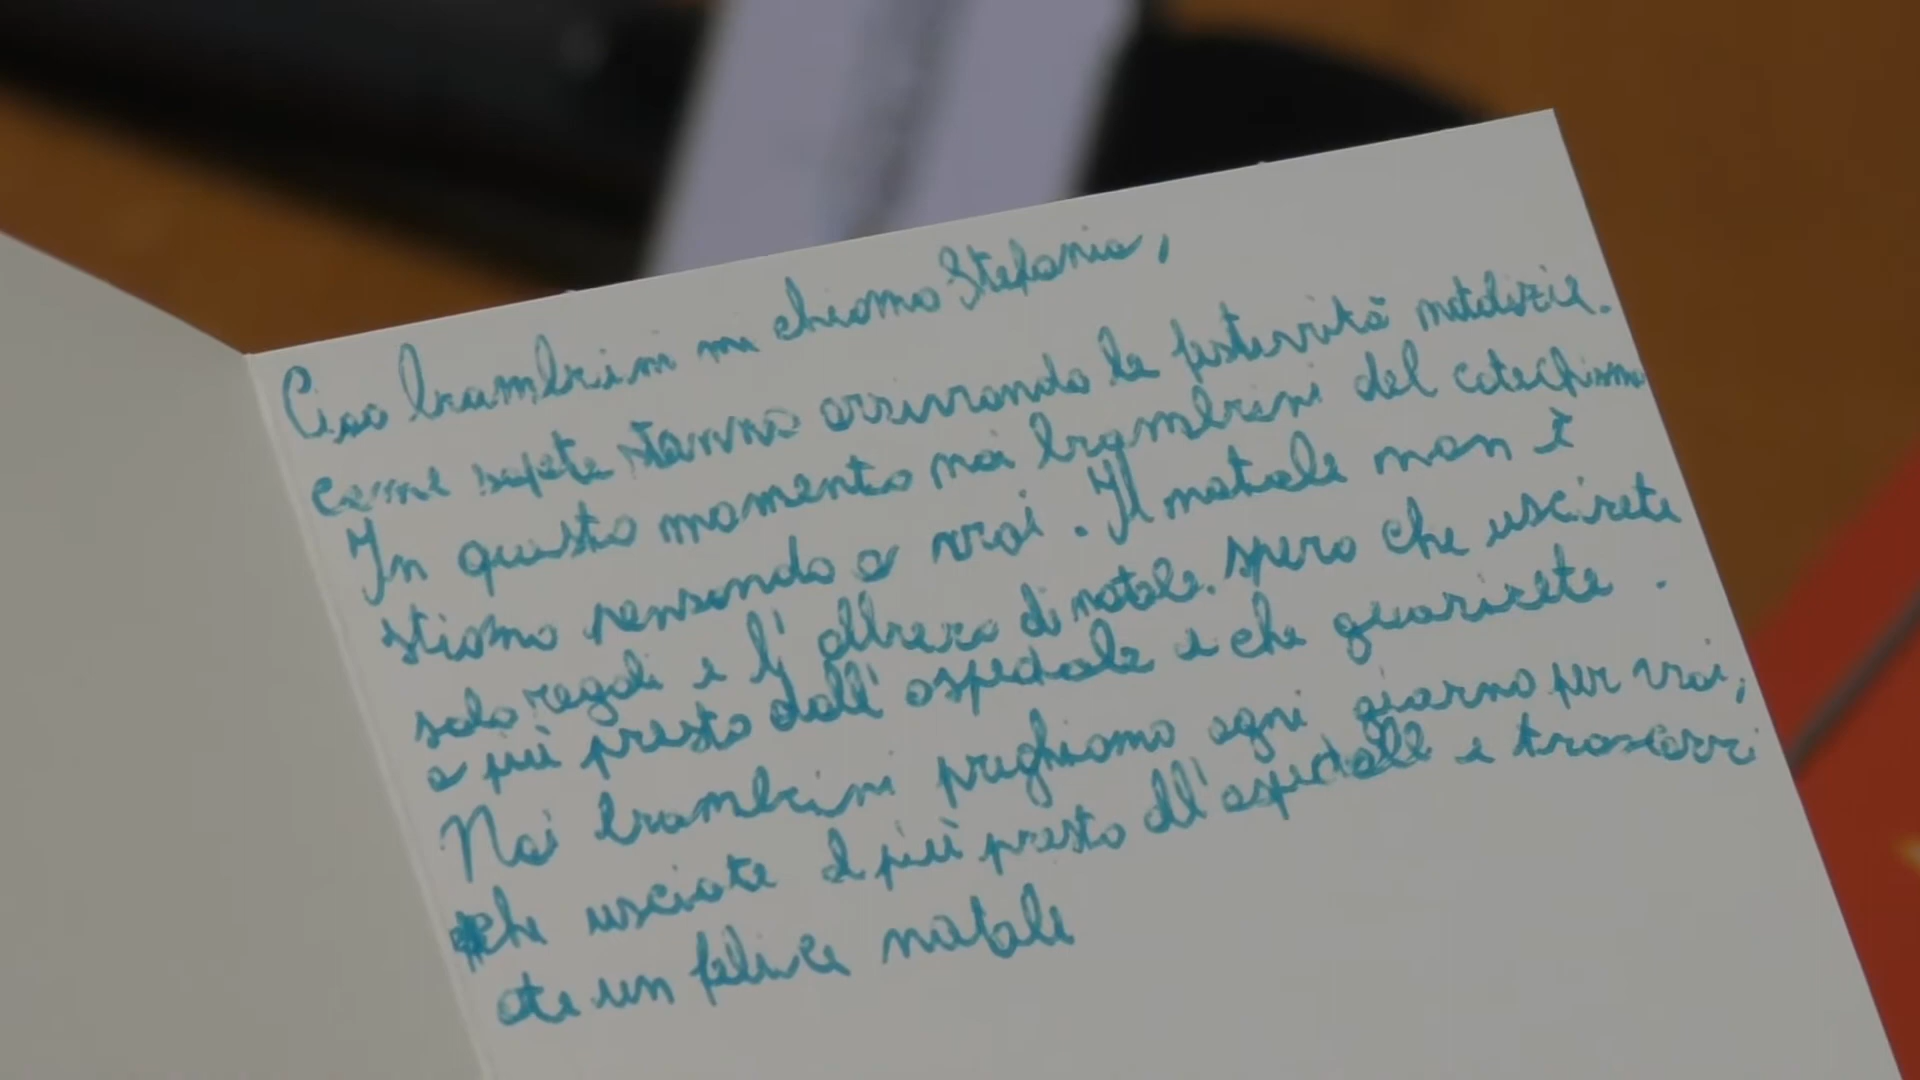 Ciao bambini mi chiamo Stefania,
come sapete stanno arrivando le festività natalizie.
In questo momento noi bambini del catechismo
stiamo pensando a voi. Il natale non è
solo regali e l'albero di natale. spero che uscirete
a più presto dall'ospedale e che guarirete.
Noi bambini preghiamo ogni giorno per voi,
che usciate al più presto dall'ospedale e trascorri
ate un felice natale